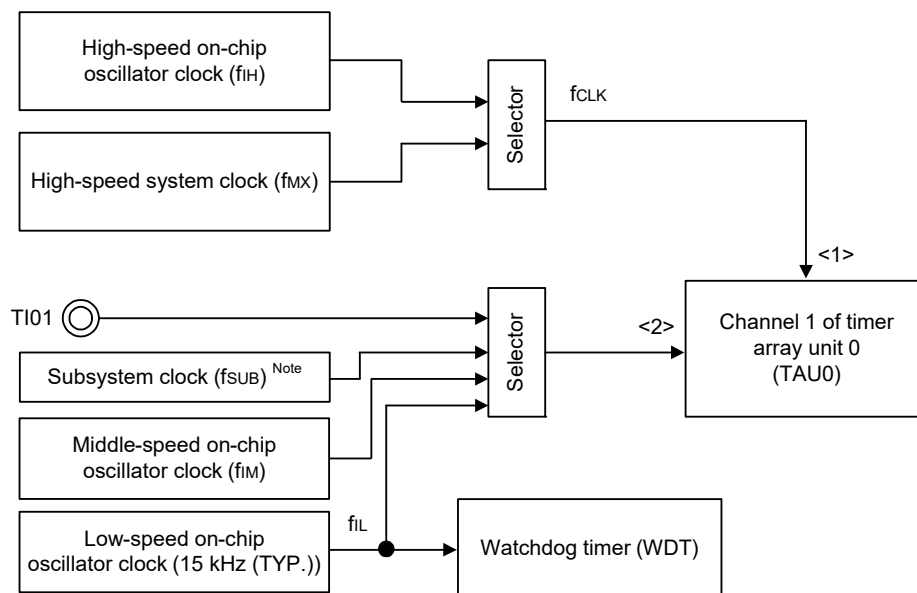 High-speed on-chip
oscillator clock (fIH)
Selector
fCLK
High-speed system clock (fMX)
<1>
TI01
Selector
<2>
Channel 1 of timer
array unit 0
(TAU0)
Subsystem clock (fSUB) Note
Middle-speed on-chip
oscillator clock (fIM)
Low-speed on-chip
oscillator clock (15 kHz (TYP.))
fIL
Watchdog timer (WDT)